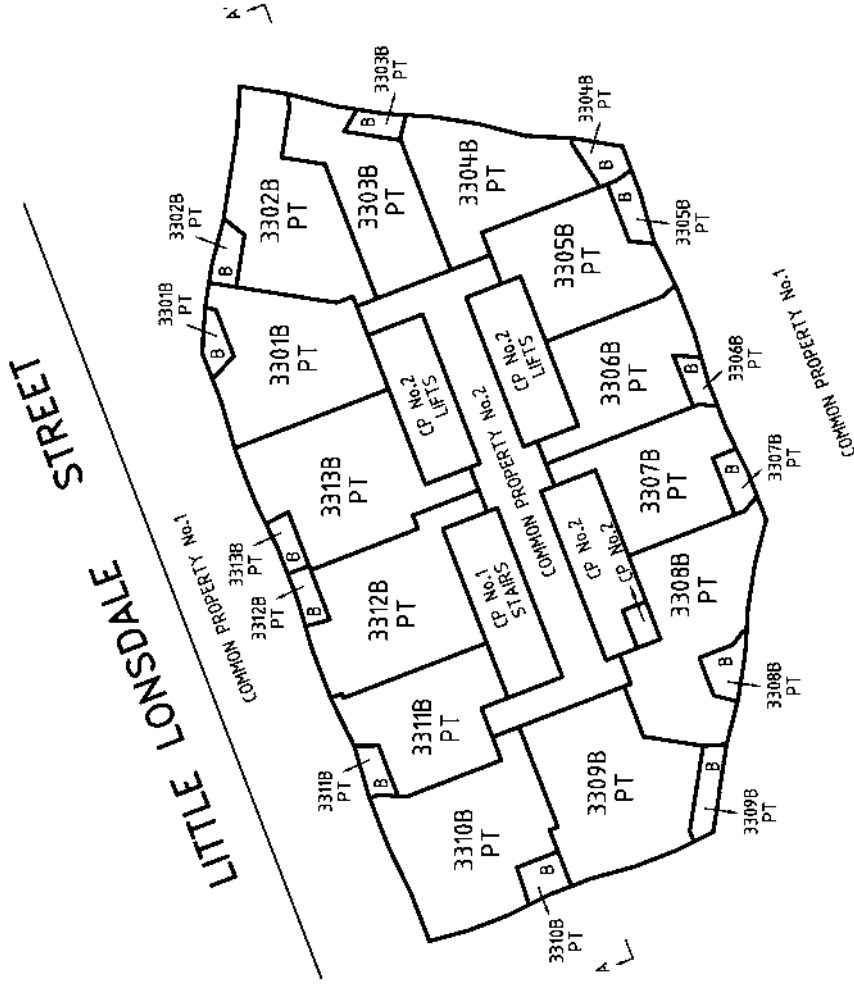 A'
3303B
PT
B
3304B
PT
B
3302B
PT
3302B
PT
B
3303B
PT
3304B
PT
3301B
PT
B
3301B
PT
3305B
PT
B
3305B
PT
CP No.2
LIFTS
CP No.2
LIFTS
3306B
PT
B
3306B
PT
COMMON PROPERTY No.1
LITTLE LONSDALE STREET
COMMON PROPERTY No.1
COMMON PROPERTY No.2
3313B
PT
B
3313B
PT
3307B
PT
B
3307B
PT
CP No.2
CP No.2
CP No.1
STAIRS
3312B
PT
B
3312B
PT
3308B
PT
B
3308B
PT
3311B
PT
B
3311B
PT
3309B
PT
B
3309B
PT
3310B
PT
B
3310B
PT
A